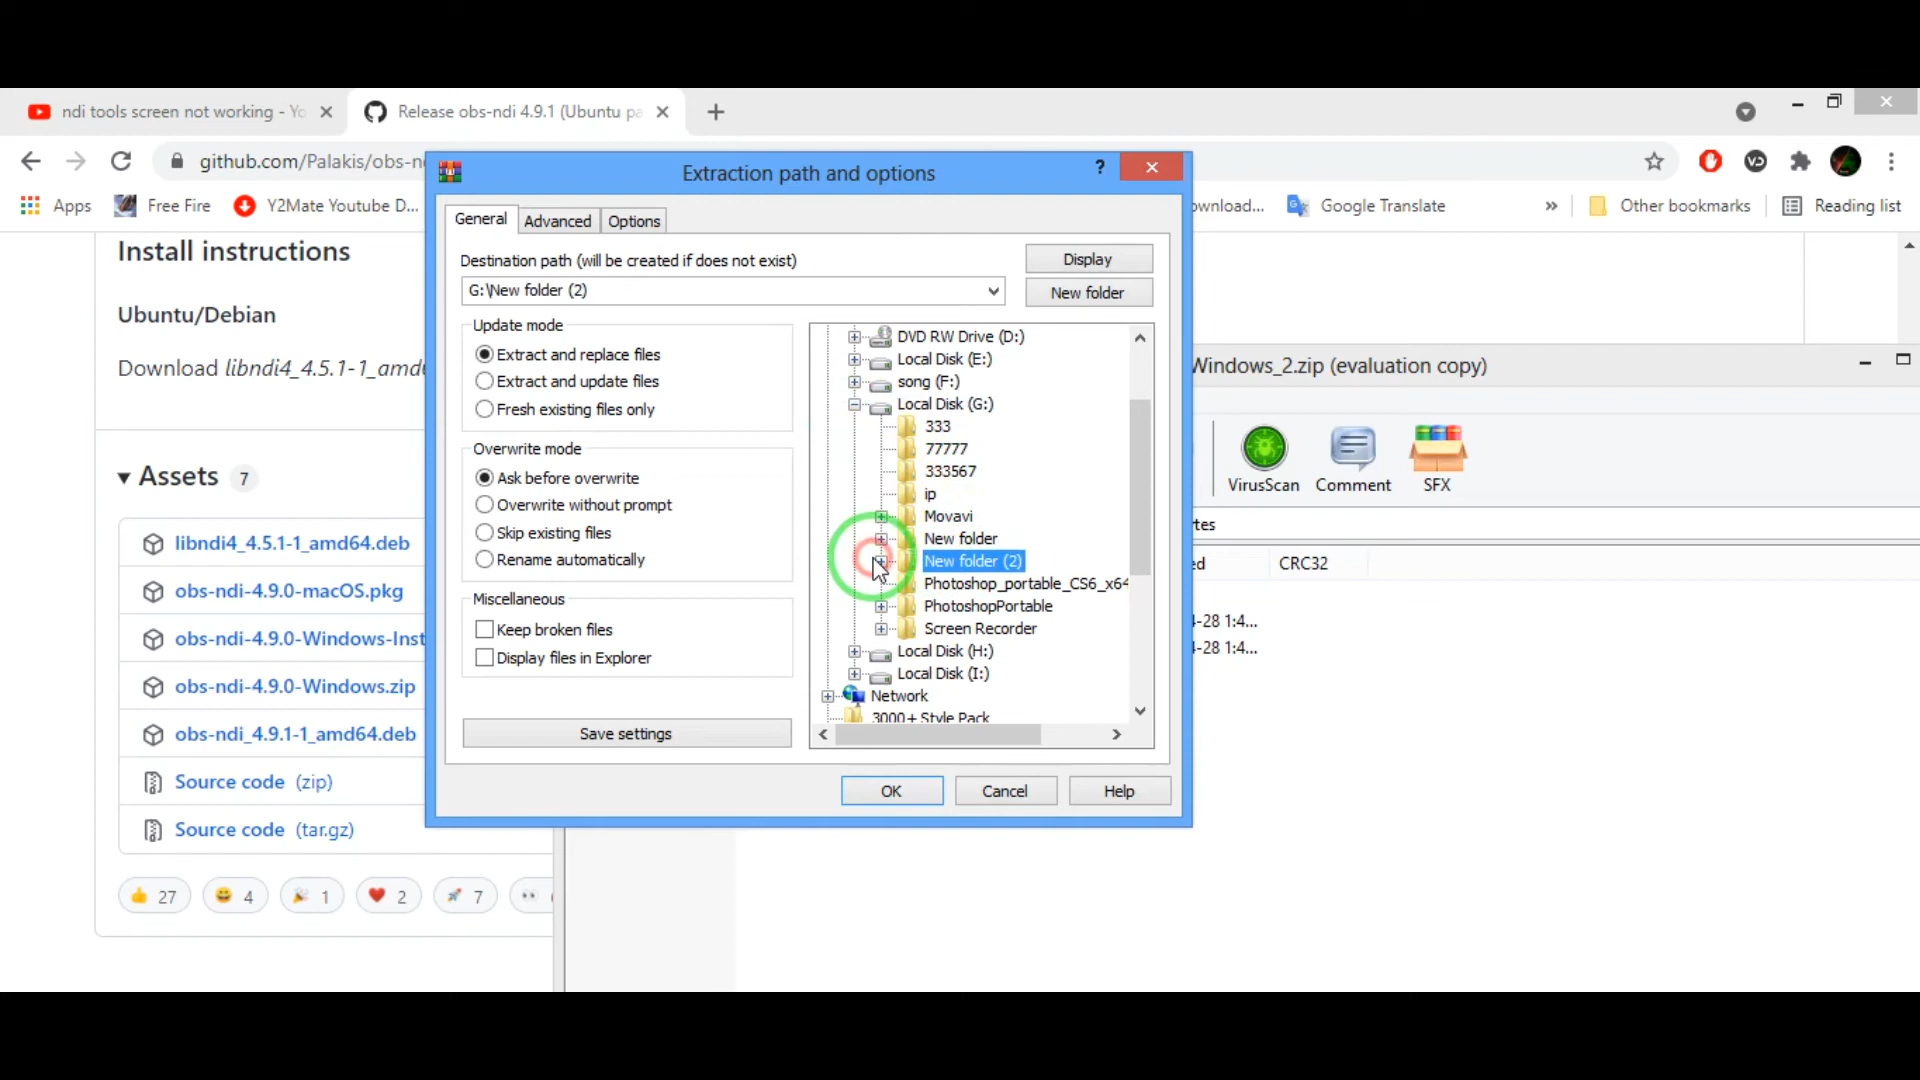 ndi tools screen not working - Yo
Release obs-ndi 4.9.1 (Ubuntu pa
github.com/Palakis/obs-n
Apps
Free Fire
Y2Mate Youtube D...
ownload...
Google Translate
»
Other bookmarks
Reading list
Install instructions
Ubuntu/Debian
Download libndi4_4.5.1-1_amd
Assets 7
libndi4_4.5.1-1_amd64.deb
obs-ndi-4.9.0-macOS.pkg
obs-ndi-4.9.0-Windows-Inst
obs-ndi-4.9.0-Windows.zip
obs-ndi_4.9.1-1_amd64.deb
Source code (zip)
Source code (tar.gz)
27
4
1
2
7
Extraction path and options
?
General
Advanced
Options
Destination path (will be created if does not exist)
G:\New folder (2)
Display
New folder
Update mode
Extract and replace files
Extract and update files
Fresh existing files only
Overwrite mode
Ask before overwrite
Overwrite without prompt
Skip existing files
Rename automatically
Miscellaneous
Keep broken files
Display files in Explorer
Save settings
DVD RW Drive (D:)
Local Disk (E:)
song (F:)
Local Disk (G:)
333
77777
333567
ip
Movavi
New folder
New folder (2)
Photoshop_portable_CS6_x64
PhotoshopPortable
Screen Recorder
Local Disk (H:)
Local Disk (I:)
Network
3000+ Style Pack
OK
Cancel
Help
Windows_2.zip (evaluation copy)
VirusScan
Comment
SFX
tes
ed
CRC32
4-28 1:4...
4-28 1:4...